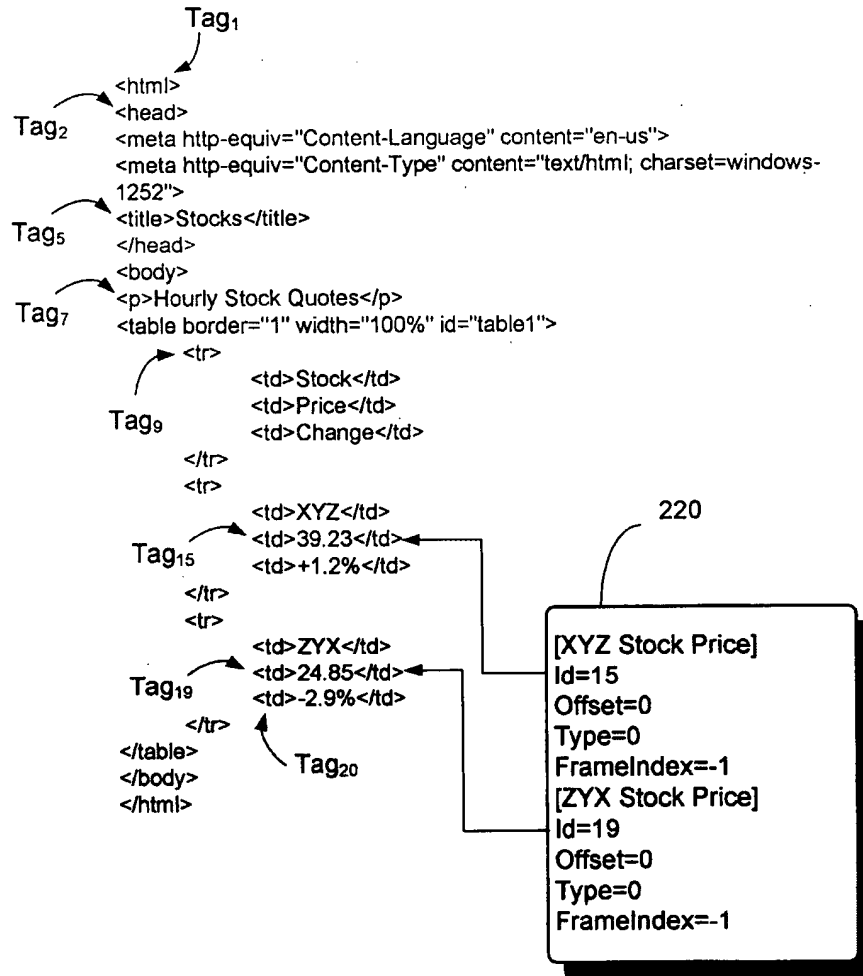 Tag₁
<html>
<head>
Tag₂
<meta http-equiv="Content-Language" content="en-us">
<meta http-equiv="Content-Type" content="text/html; charset=windows-
1252">
<title>Stocks</title>
Tag₅
</head>
<body>
<p>Hourly Stock Quotes</p>
Tag₇
<table border="1" width="100%" id="table1">
<tr>
<td>Stock</td>
<td>Price</td>
Tag₉
<td>Change</td>
</tr>
<tr>
<td>XYZ</td>
<td>39.23</td>
Tag₁₅
<td>+1.2%</td>
</tr>
<tr>
<td>ZYX</td>
<td>24.85</td>
Tag₁₉
<td>-2.9%</td>
</tr>
</table>
Tag₂₀
</body>
</html>
220
[XYZ Stock Price]
Id=15
Offset=0
Type=0
FrameIndex=-1
[ZYX Stock Price]
Id=19
Offset=0
Type=0
FrameIndex=-1